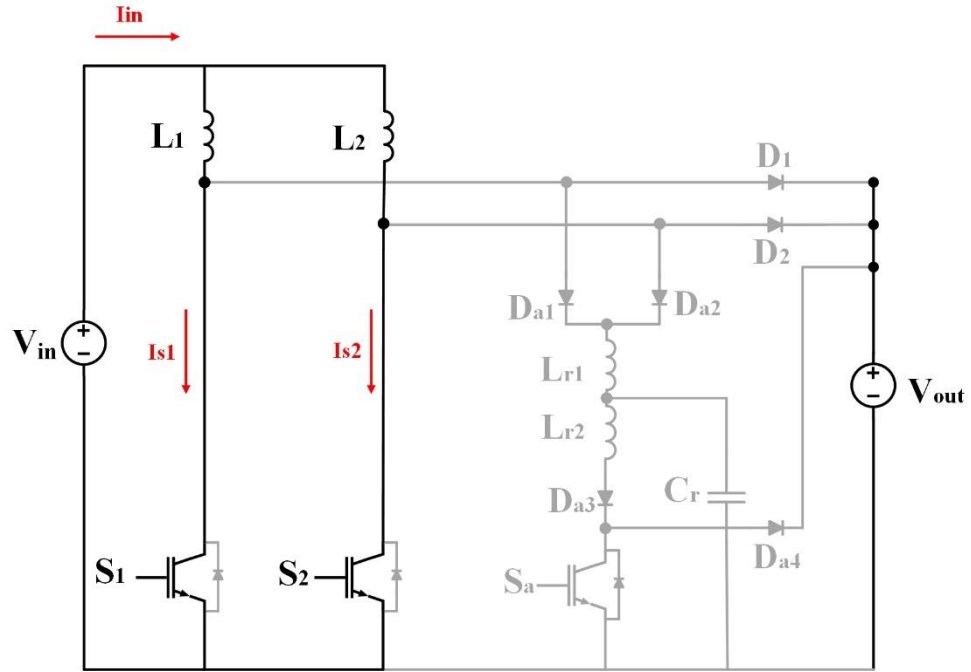 Iin
L1
L2
D1
D2
Da1
Da2
Vin
+
−
Is1
Is2
Lr1
+
−
Vout
Lr2
Da3
Cr
Da4
S1
S2
Sa